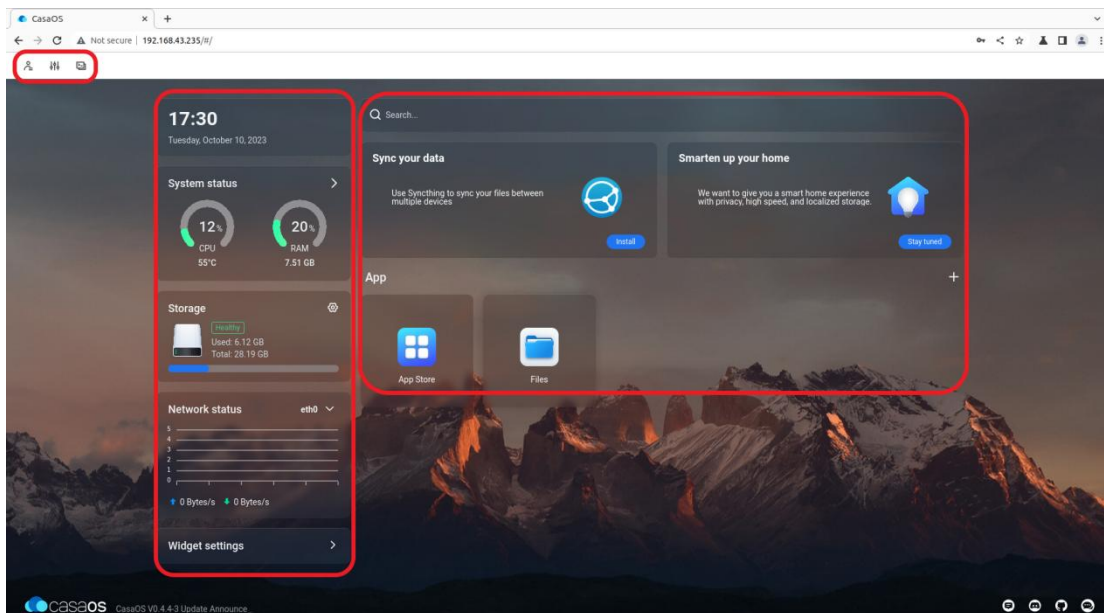 CasaOS
Not secure
192.168.43.235/#/
17:30
Tuesday, October 10, 2023
System status
12%
CPU
55°C
20%
RAM
7.51 GB
Storage
Healthy
Used: 6.12 GB
Total: 28.19 GB
Network status
eth0
5
4
3
2
1
0
0 Bytes/s
0 Bytes/s
Widget settings
Search...
Sync your data
Use Syncthing to sync your files between
multiple devices
Install
Smarten up your home
We want to give you a smart home experience
with privacy, high speed, and localized storage.
Stay tuned
App
App Store
Files
CasaOS
CasaOS V0.4.4-3 Update Announce...